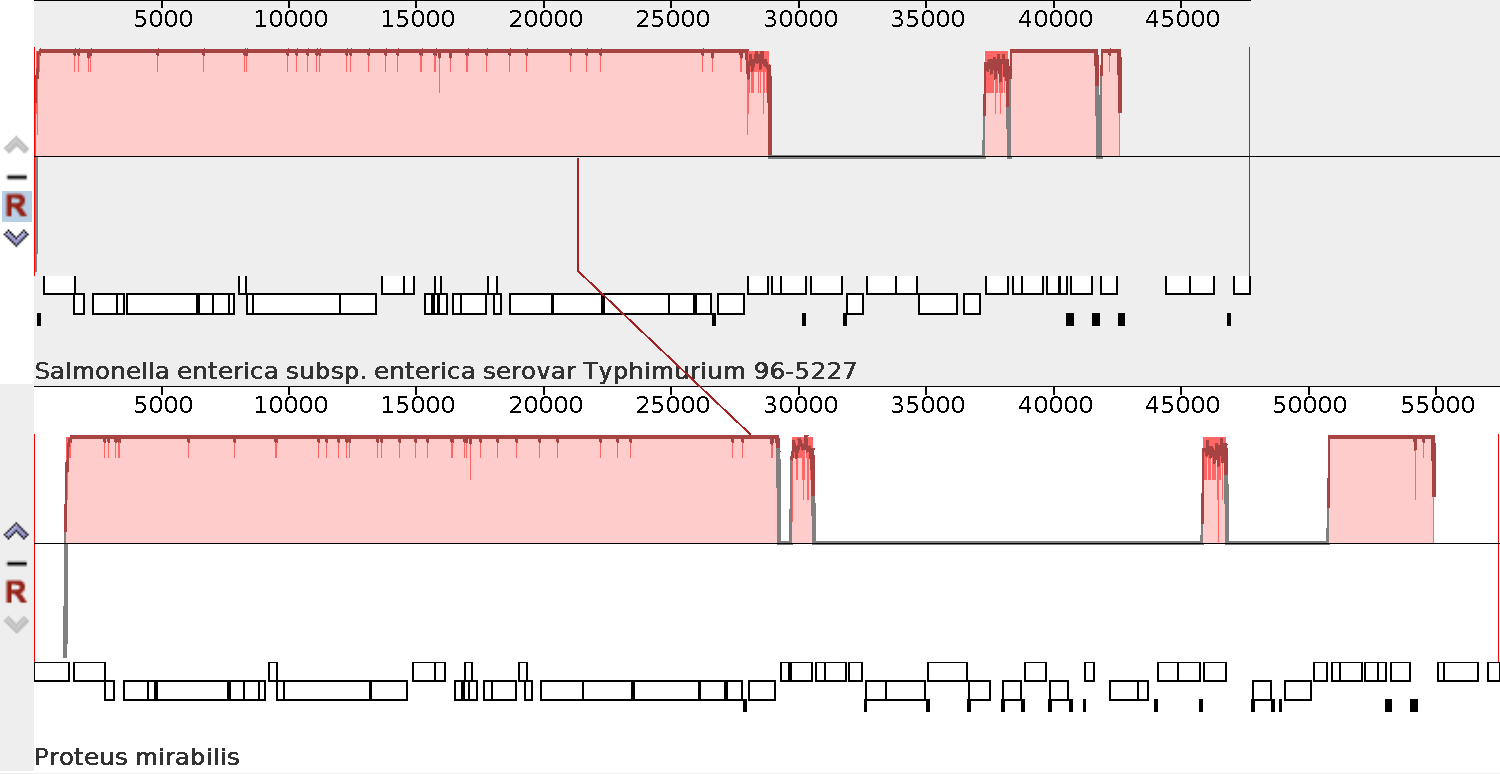 5000 10000 15000 20000 25000 30000 35000 40000 45000
R
Salmonella enterica subsp. enterica serovar Typhimurium 96-5227
5000 10000 15000 20000 25000 30000 35000 40000 45000 50000 55000
R
Proteus mirabilis